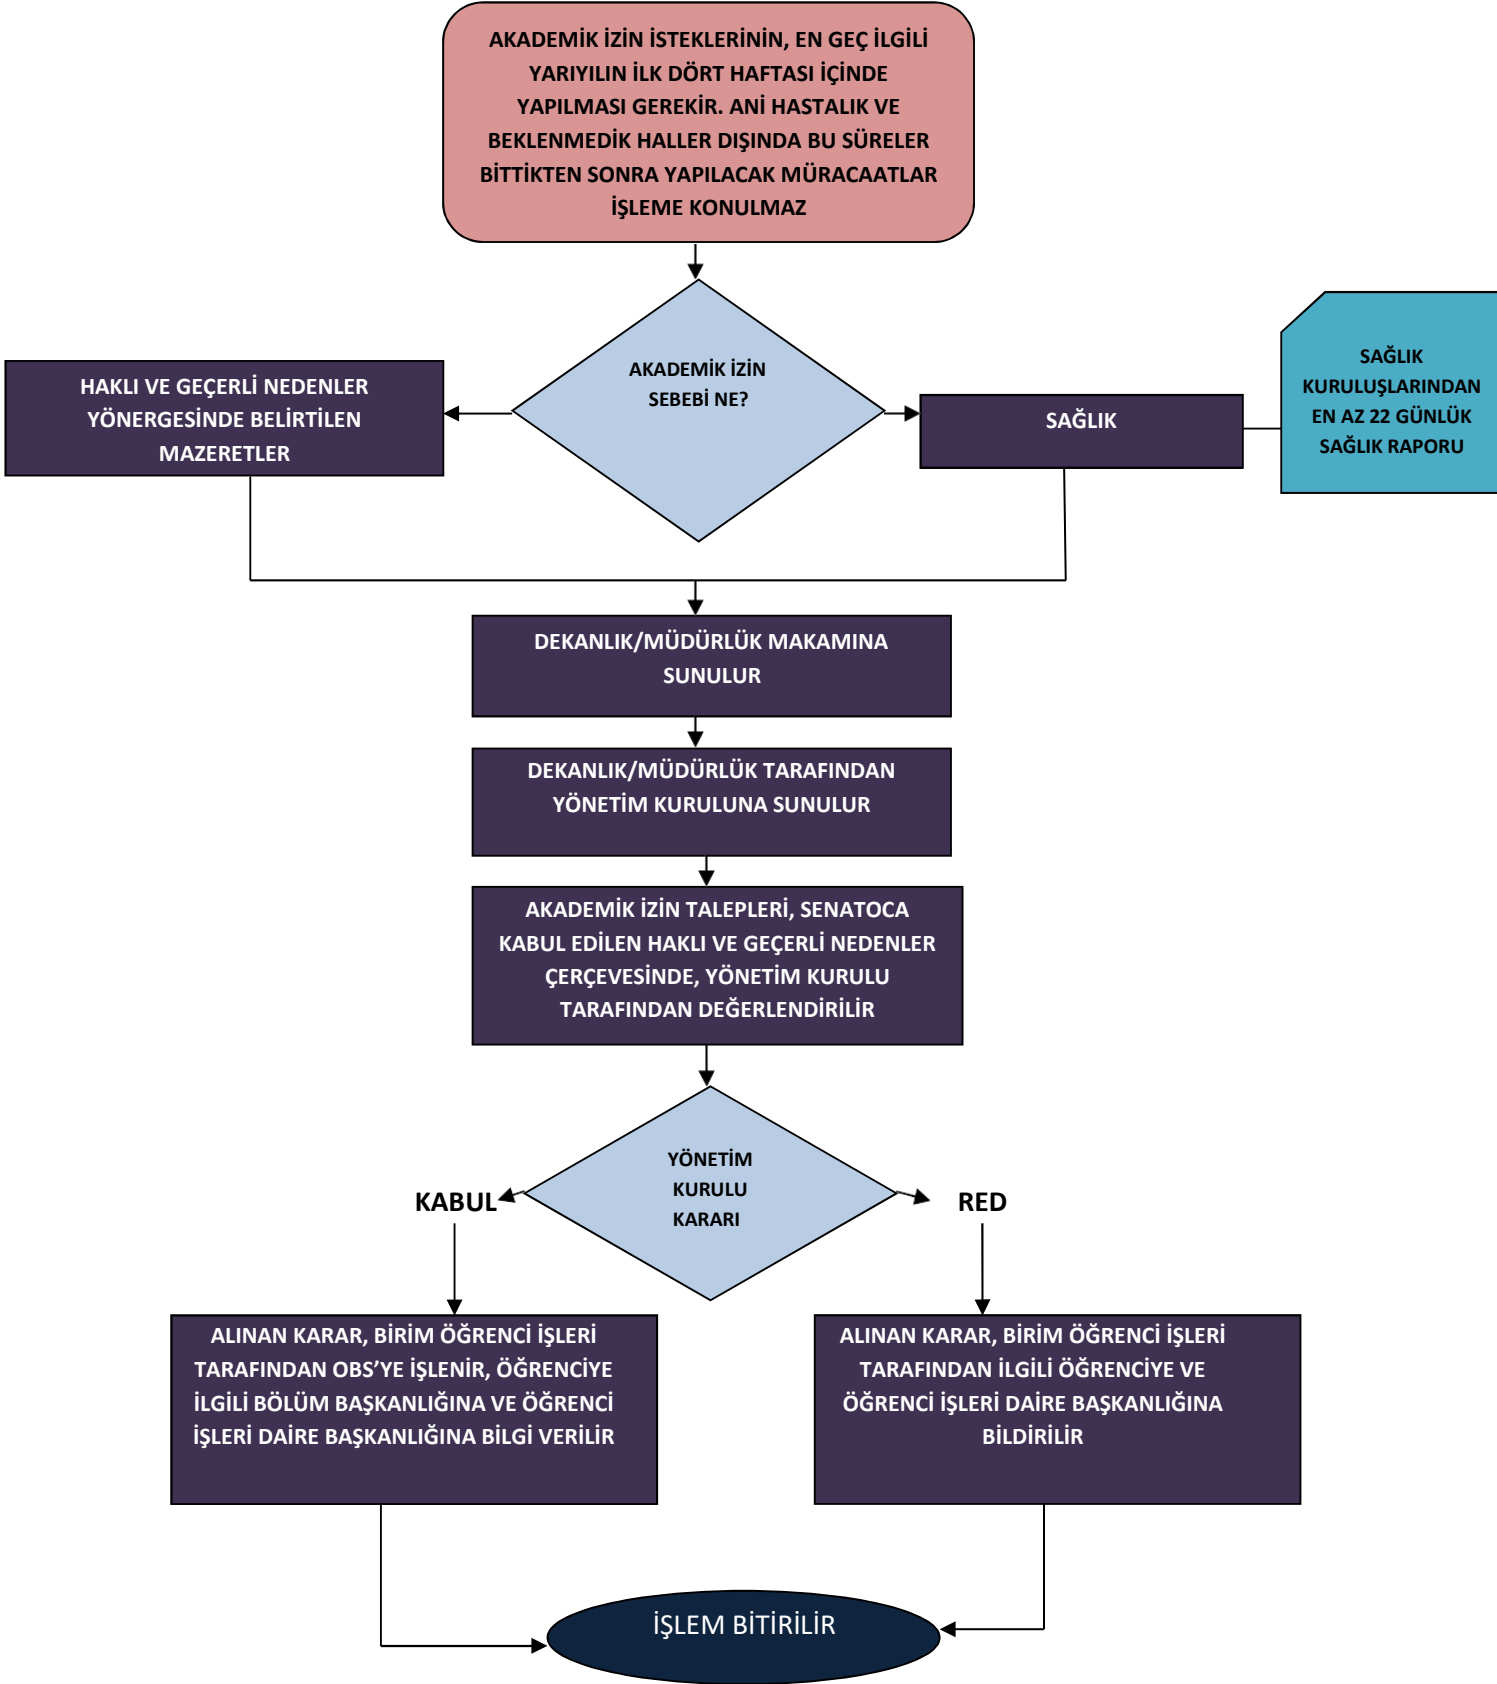 AKADEMİK İZİN İSTEKLERİNİN, EN GEÇ İLGİLİ
YARIYILIN İLK DÖRT HAFTASI İÇİNDE
YAPILMASI GEREKİR. ANİ HASTALIK VE
BEKLENMEDİK HALLER DIŞINDA BU SÜRELER
BİTTİKTEN SONRA YAPILACAK MÜRACAATLAR
İŞLEME KONULMAZ
AKADEMİK İZİN
SEBEBİ NE?
HAKLI VE GEÇERLİ NEDENLER
YÖNERGESİNDE BELİRTİLEN
MAZERETLER
SAĞLIK
SAĞLIK
KURULUŞLARINDAN
EN AZ 22 GÜNLÜK
SAĞLIK RAPORU
DEKANLIK/MÜDÜRLÜK MAKAMINA
SUNULUR
DEKANLIK/MÜDÜRLÜK TARAFINDAN
YÖNETİM KURULUNA SUNULUR
AKADEMİK İZİN TALEPLERİ, SENATOCA
KABUL EDİLEN HAKLI VE GEÇERLİ NEDENLER
ÇERÇEVESİNDE, YÖNETİM KURULU
TARAFINDAN DEĞERLENDİRİLİR
YÖNETİM
KURULU
KARARI
KABUL
RED
ALINAN KARAR, BİRİM ÖĞRENCİ İŞLERİ
TARAFINDAN OBS’YE İŞLENİR, ÖĞRENCİYE
İLGİLİ BÖLÜM BAŞKANLIĞINA VE ÖĞRENCİ
İŞLERİ DAİRE BAŞKANLIĞINA BİLGİ VERİLİR
ALINAN KARAR, BİRİM ÖĞRENCİ İŞLERİ
TARAFINDAN İLGİLİ ÖĞRENCİYE VE
ÖĞRENCİ İŞLERİ DAİRE BAŞKANLIĞINA
BİLDİRİLİR
İŞLEM BİTİRİLİR